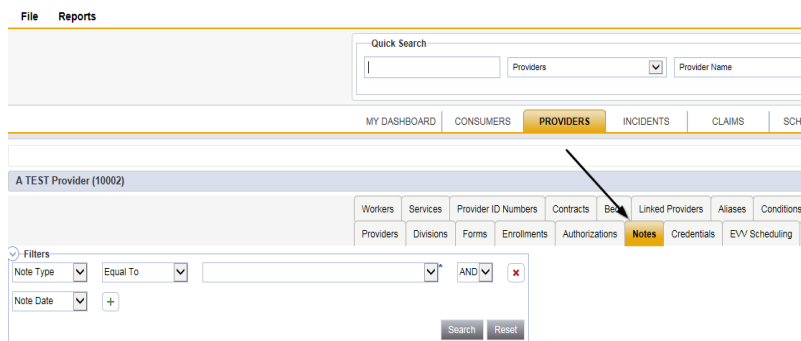 File Reports
Quick Search
Providers Provider Name
MY DASHBOARD CONSUMERS PROVIDERS INCIDENTS CLAIMS SCH
A TEST Provider (10002)
Workers Services Provider ID Numbers Contracts Linked Providers Aliases Conditions
Providers Divisions Forms Enrollments Authorizations Notes Credentials EVV Scheduling
Filters
Note Type Equal To * AND
Note Date
Search Reset